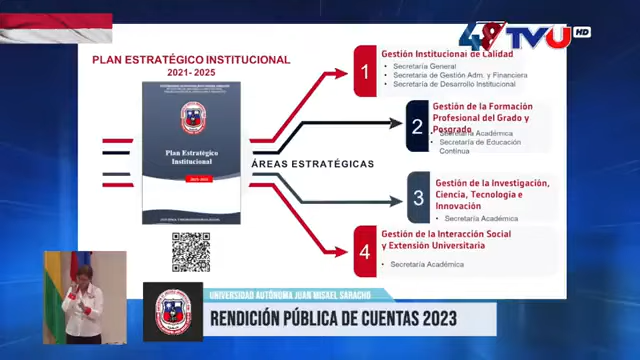 49 TVU HD
PLAN ESTRATÉGICO INSTITUCIONAL
2021- 2025
Plan Estratégico
Institucional
ÁREAS ESTRATÉGICAS
1
Gestión Institucional de Calidad
• Secretaría General
• Secretaria de Gestión Adm. y Financiera
• Secretaría de Desarrollo Institucional
2
Gestión de la Formación
Profesional del Grado y
Posgrado
• Secretaría Académica
• Secretaría de Educación
Continua
3
Gestión de la Investigación,
Ciencia, Tecnología e
Innovación
• Secretaría Académica
4
Gestión de la Interacción Social
y Extensión Universitaria
• Secretaría Académica
UNIVERSIDAD AUTÓNOMA JUAN MISAEL SARACHO
RENDICIÓN PÚBLICA DE CUENTAS 2023